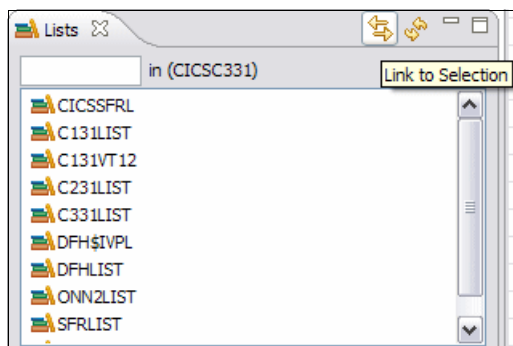 Lists
in (CICSC331)
Link to Selection
CICSSFRL
C131LIST
C131VT12
C231LIST
C331LIST
DFH$IVPL
DFHLIST
ONN2LIST
SFRLIST